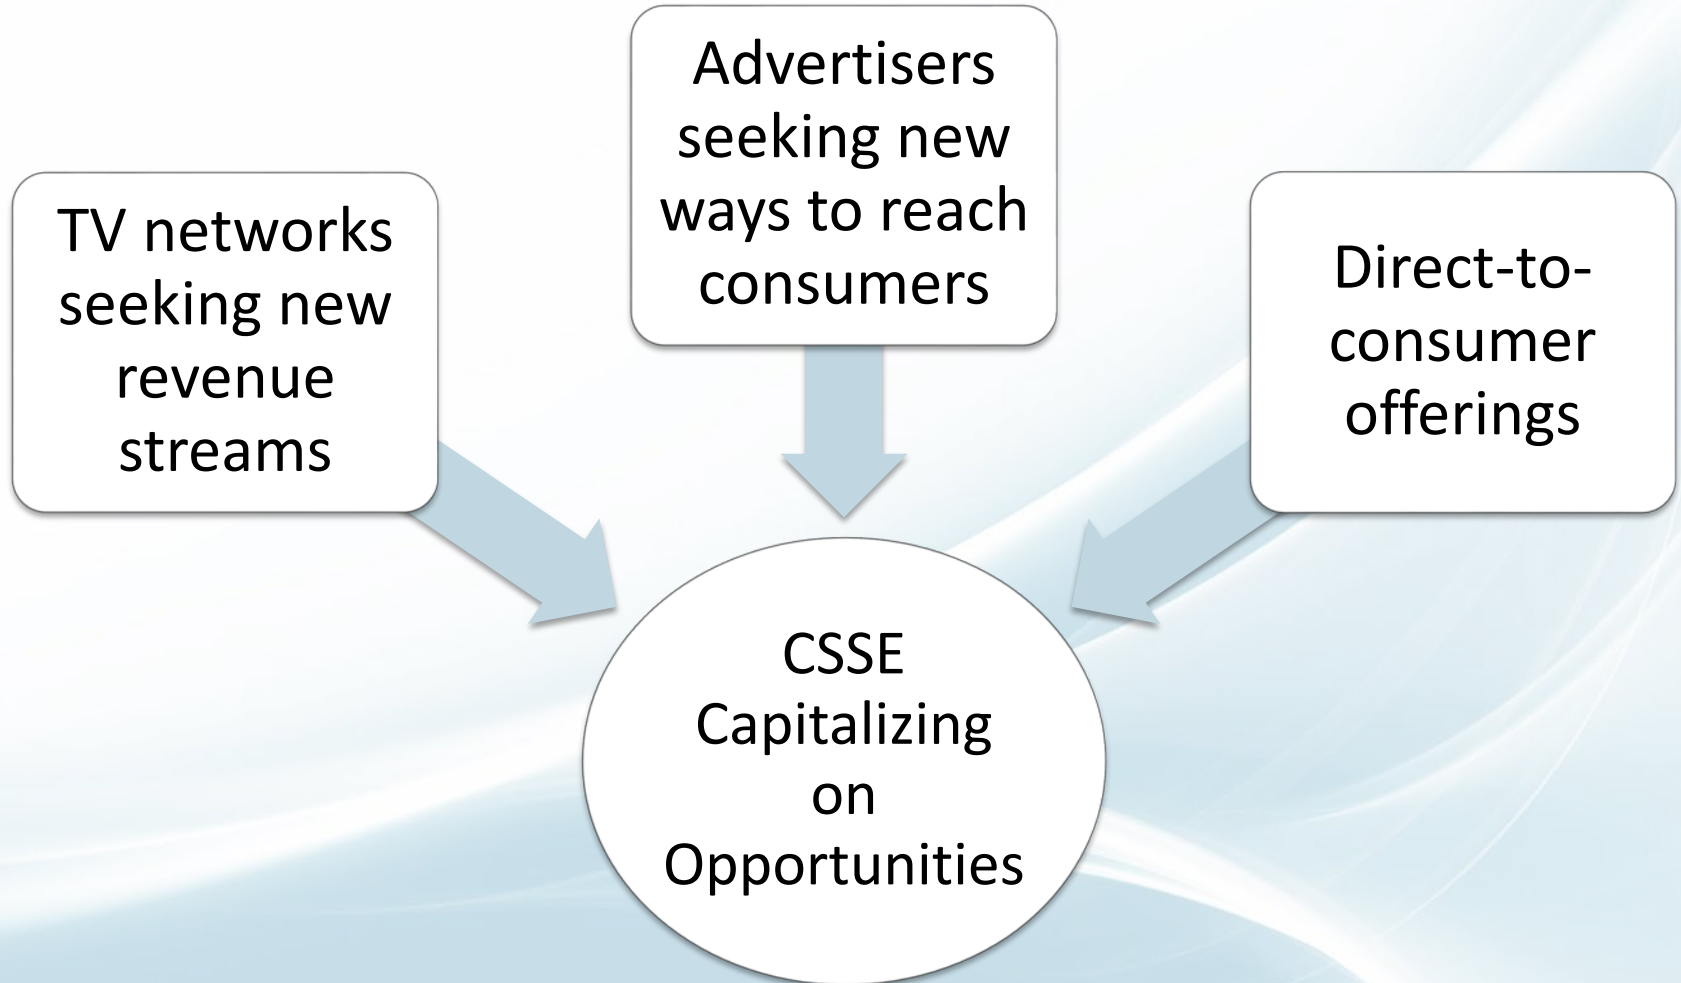 TV networks
seeking new
revenue
streams
Advertisers
seeking new
ways to reach
consumers
Direct-to-
consumer
offerings
CSSE
Capitalizing
on
Opportunities